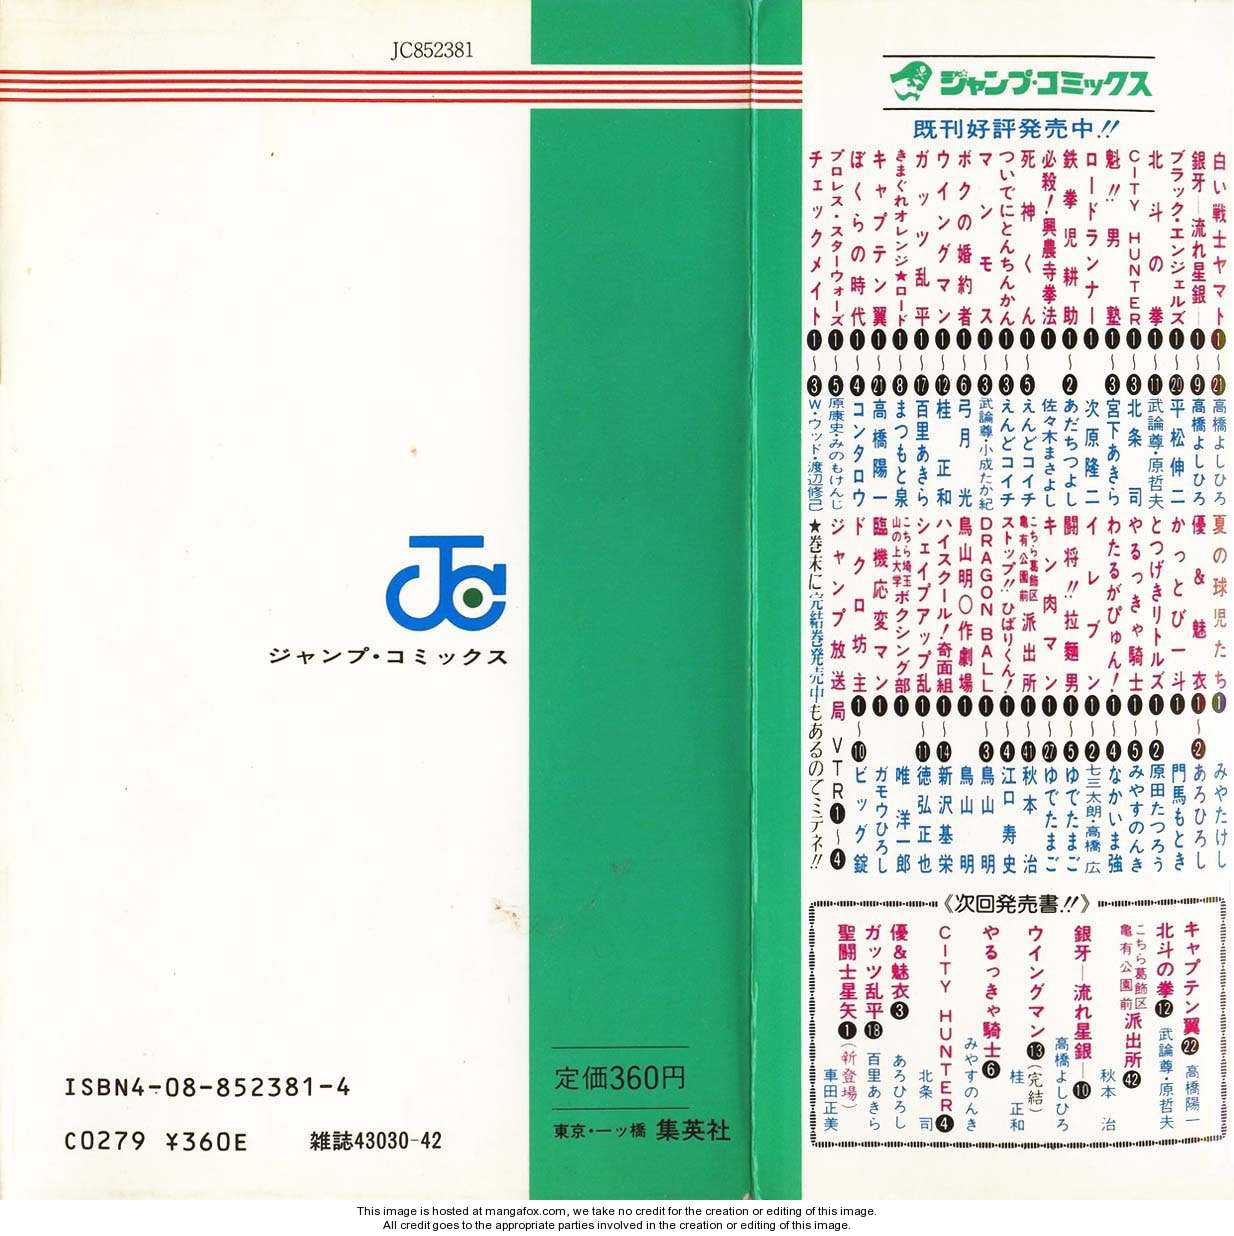 JC852381
ジャンプ・コミックス
ISBN4-08-852381-4
C0279 ¥360E
雑誌43030-42
定価360円
東京・一ッ橋 集英社
ジャンプ・コミックス
既刊好評発売中!!
白い戦士ヤマト 1~21 高橋よしひろ
銀牙―流れ星銀― 1~9 高橋よしひろ
ブラック・エンジェルズ 1~20 平松伸二
北斗の拳 1~11 武論尊・原哲夫
CITY HUNTER 1~3 北条 司
魁!!男塾 1~3 宮下あきら
ロードランナー 1 次原隆二
鉄拳児耕助 1~2 あだちつよし
必殺!興農寺拳法 1 佐々木まさよし
死神くん 1~5 えんどコイチ
ついでにとんちんかん 1~3 えんどコイチ
マンモス 1~3 武論尊・小成たか紀
ボクの婚約者 1~6 弓月 光
ウイングマン 1~12 桂 正和
ガッツ乱平 1~17 百里あきら
きまぐれオレンジ★ロード 1~8 まつもと泉
キャプテン翼 1~21 高橋陽一
ぼくらの時代 1~4 コンタロウ
プロレス・スターウォーズ 1~5 原康史・みのもけんじ
チェックメイト 1~3 W・ウッド・渡辺修己
夏の球児たち 1 みやたけし
優&魅衣 1~2 あろひろし
かっとび一斗 1 門馬もとき
とつげきリトルズ 1~2 原田たつろう
やるっきゃ騎士 1~5 みやすのんき
わたるがぴゅん! 1~4 なかいま強
イレブン 1~2 七三太朗・高橋 広
闘将!!拉麵男 1~5 ゆでたまご
キン肉マン 1~27 ゆでたまご
こちら葛飾区亀有公園前派出所 1~41 秋本 治
ストップ!!ひばりくん! 1~4 江口寿史
DRAGON BALL 1~3 鳥山 明
鳥山明○作劇場 1 鳥山 明
ハイスクール!奇面組 1~14 新沢基栄
シェイプアップ乱 1~11 徳弘正也
こちら埼玉山の上大学ボクシング部 1 唯 洋一郎
臨機応変マン 1 ガモウひろし
ドクロ坊主 1~10 ビッグ錠
ジャンプ放送局 VTR1~4
★巻末に完結巻発売中もあるのでミテネ!!
《次回発売書!!》
キャプテン翼22 高橋陽一
北斗の拳12 武論尊・原哲夫
こちら葛飾区亀有公園前派出所42 秋本 治
銀牙―流れ星銀―10 高橋よしひろ
ウイングマン13(完結) 桂 正和
やるっきゃ騎士6 みやすのんき
CITY HUNTER4 北条 司
優&魅衣3 あろひろし
ガッツ乱平18 百里あきら
聖闘士星矢1(新登場) 車田正美
This image is hosted at mangafox.com, we take no credit for the creation or editing of this image.
All credit goes to the appropriate parties involved in the creation or editing of this image.